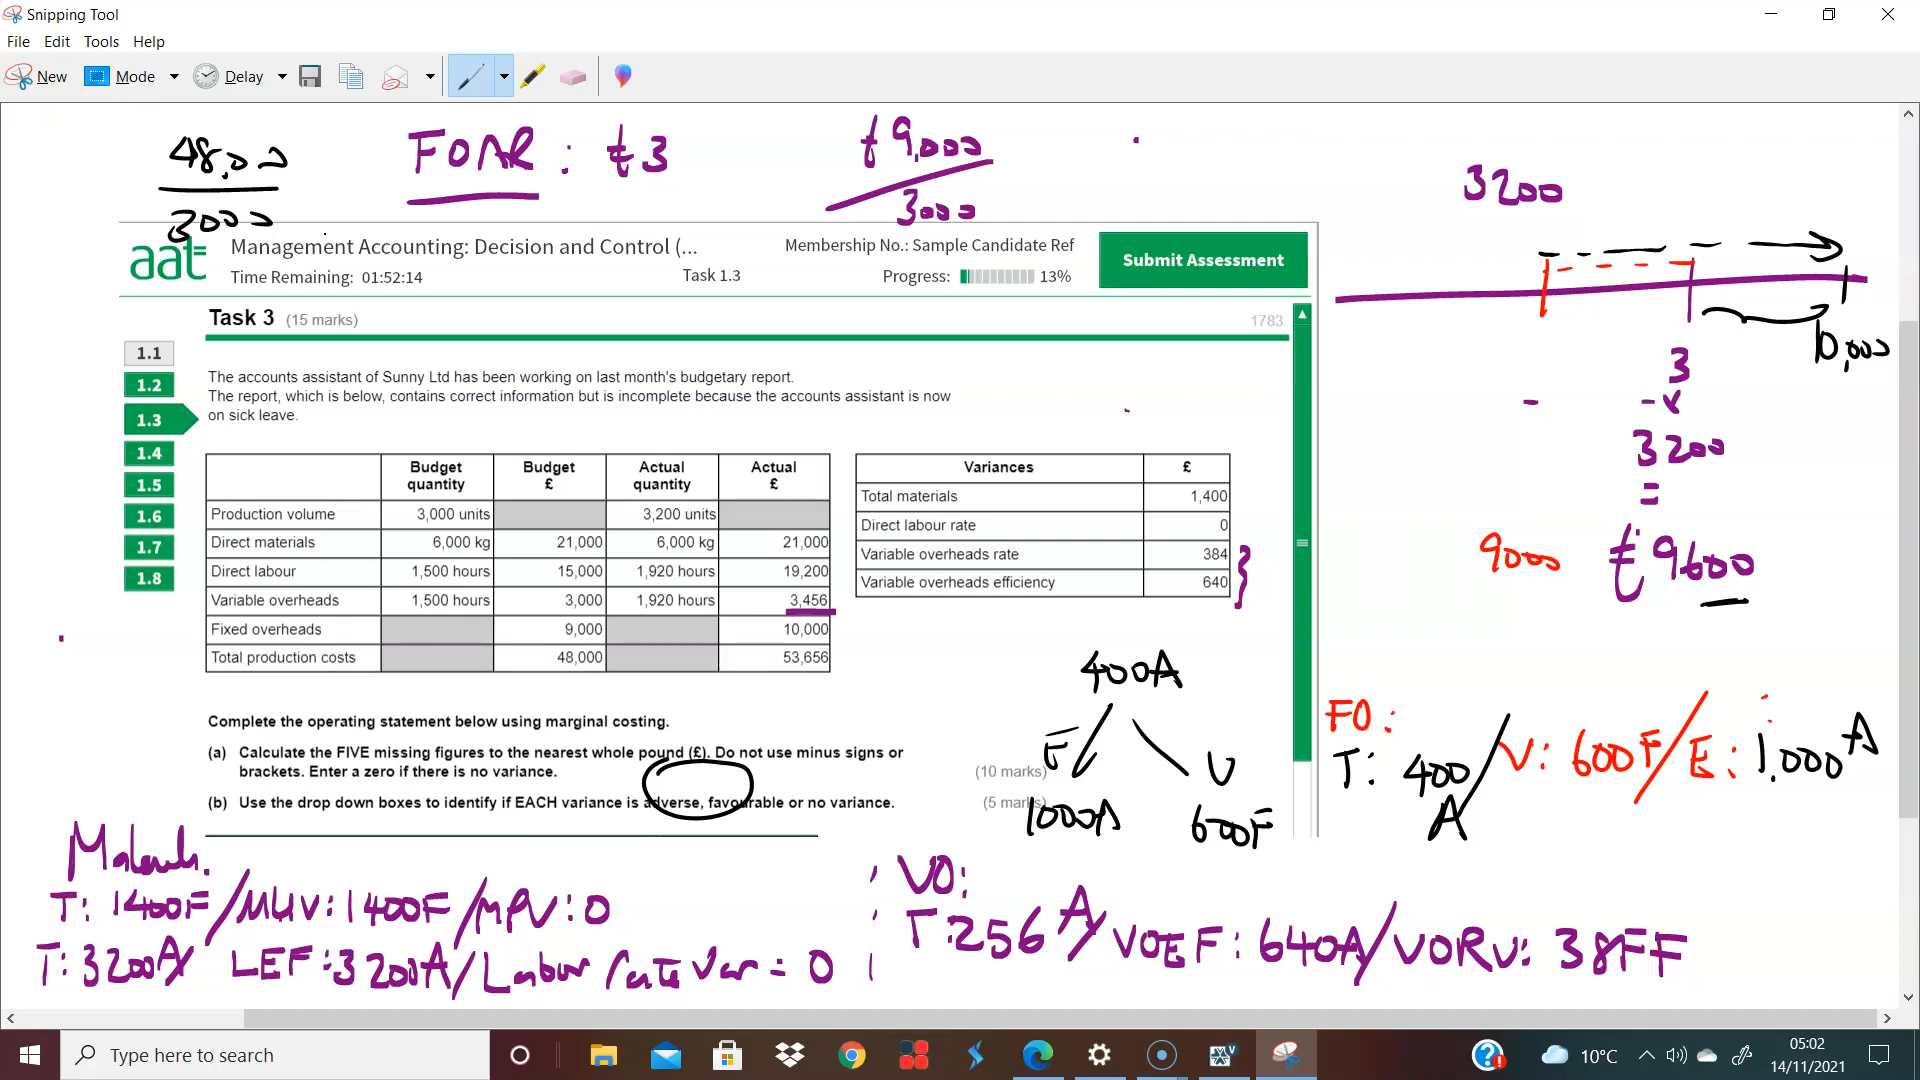 Snipping Tool
File Edit Tools Help
New Mode Delay
48,000
3000
FOAR : £3
£9,000
3000
3200
aat
Management Accounting: Decision and Control (...
Membership No.: Sample Candidate Ref
Submit Assessment
Time Remaining: 01:52:14
Task 1.3
Progress: 13%
Task 3 (15 marks)
1783
1.1
1.2
1.3
1.4
1.5
1.6
1.7
1.8
The accounts assistant of Sunny Ltd has been working on last month's budgetary report.
The report, which is below, contains correct information but is incomplete because the accounts assistant is now
on sick leave.
Budget quantity Budget £ Actual quantity Actual £
Production volume 3,000 units 3,200 units
Direct materials 6,000 kg 21,000 6,000 kg 21,000
Direct labour 1,500 hours 15,000 1,920 hours 19,200
Variable overheads 1,500 hours 3,000 1,920 hours 3,456
Fixed overheads 9,000 10,000
Total production costs 48,000 53,656
Variances £
Total materials 1,400
Direct labour rate 0
Variable overheads rate 384
Variable overheads efficiency 640
10,000
3
x
3200
=
9000 £9600
Complete the operating statement below using marginal costing.
(a) Calculate the FIVE missing figures to the nearest whole pound (£). Do not use minus signs or
brackets. Enter a zero if there is no variance.
(10 marks)
(b) Use the drop down boxes to identify if EACH variance is adverse, favourable or no variance.
(5 marks)
400A
E V
1000A 600F
FO:
T: 400 A / V: 600F / E: 1,000 A
T: 1400F / MUV: 1400F / MPV: 0
T: 3200A / LEF: 3200A / Labour rate Var = 0
VO:
T: 256 A / VOEF: 640A / VORV: 38FF
Type here to search
10°C
05:02
14/11/2021